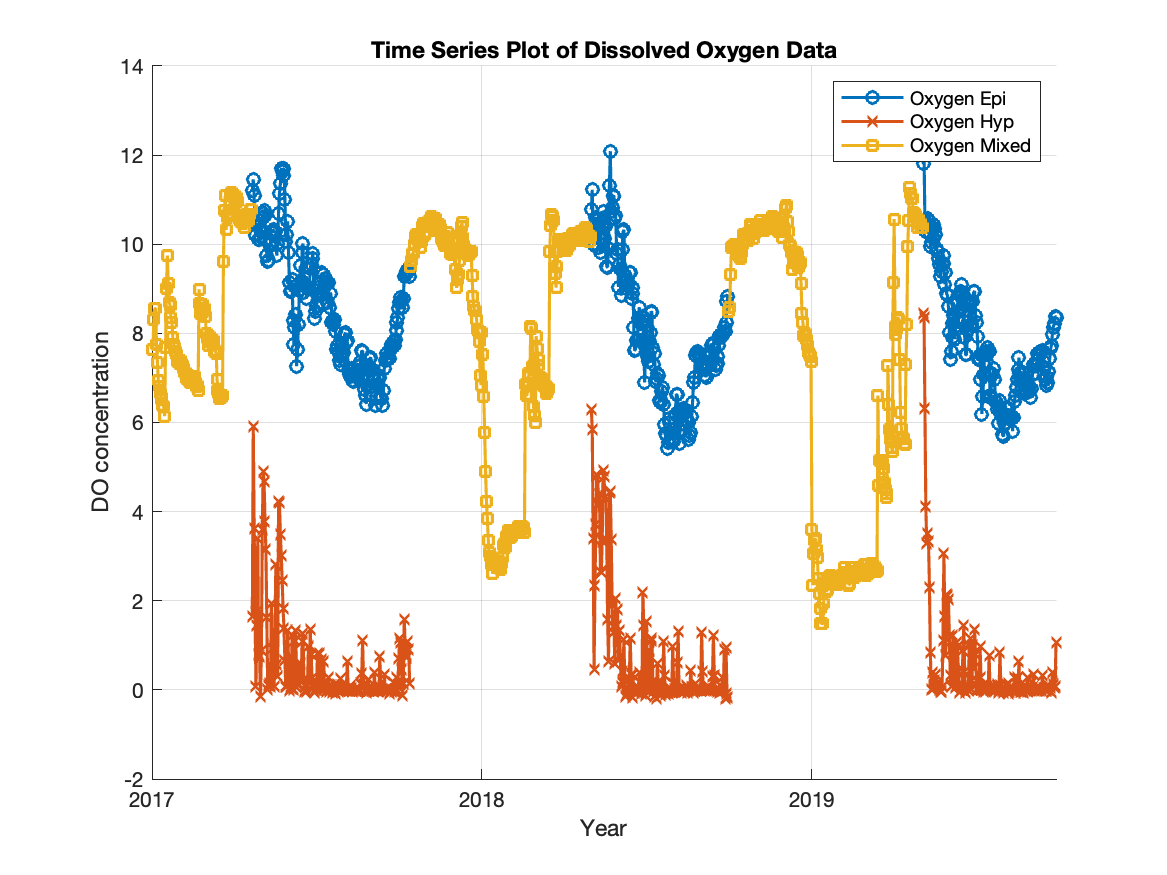 Time Series Plot of Dissolved Oxygen Data
14
12
10
8
6
4
2
0
-2
DO concentration
Oxygen Epi
Oxygen Hyp
Oxygen Mixed
2017
2018
2019
Year